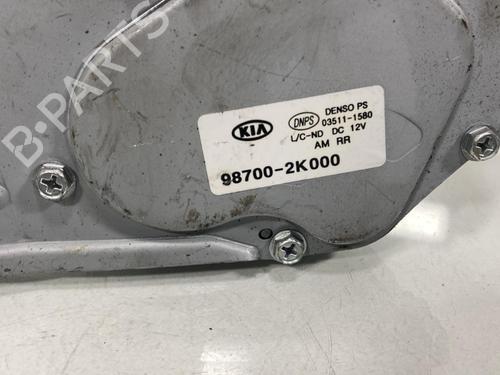 B-PARTS
KIA
DNPS
DENSO PS
03511-1580
L/C-ND DC 12V
AM RR
98700-2K000